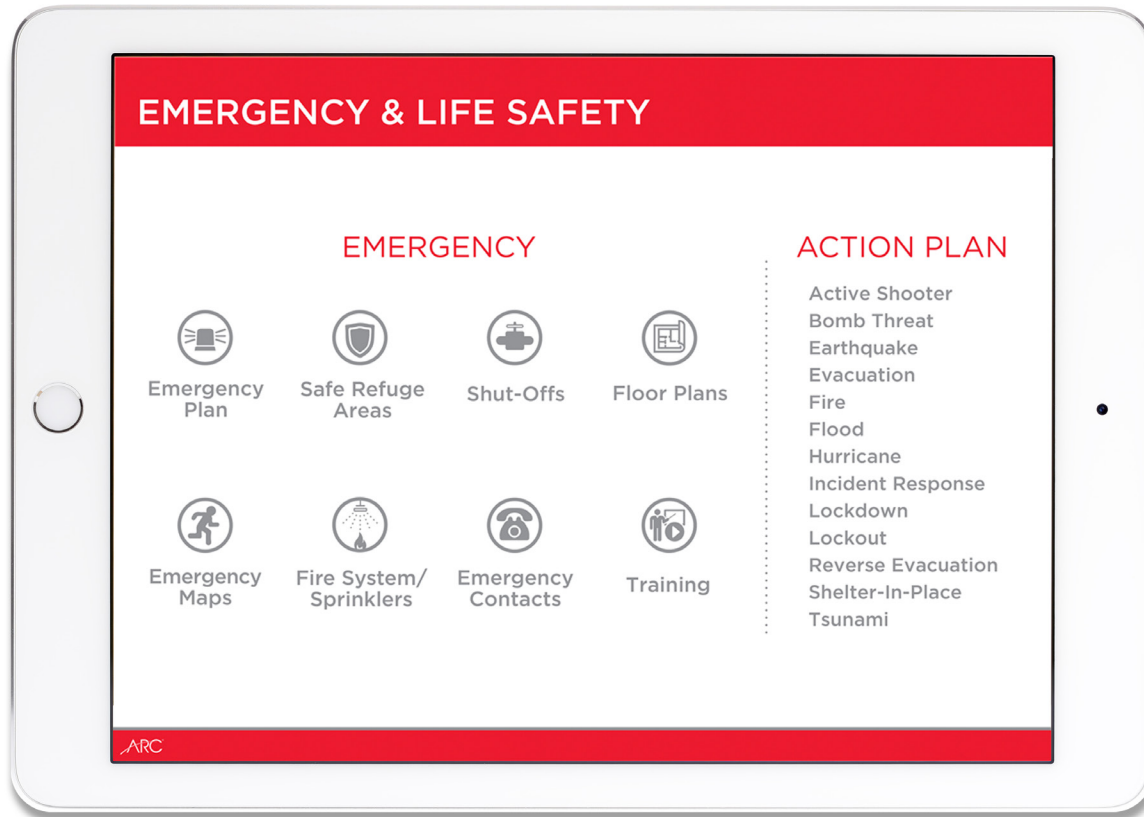 EMERGENCY & LIFE SAFETY
EMERGENCY
Emergency
Plan
Safe Refuge
Areas
Shut-Offs
Floor Plans
Emergency
Maps
Fire System/
Sprinklers
Emergency
Contacts
Training
ACTION PLAN
Active Shooter
Bomb Threat
Earthquake
Evacuation
Fire
Flood
Hurricane
Incident Response
Lockdown
Lockout
Reverse Evacuation
Shelter-In-Place
Tsunami
ARC